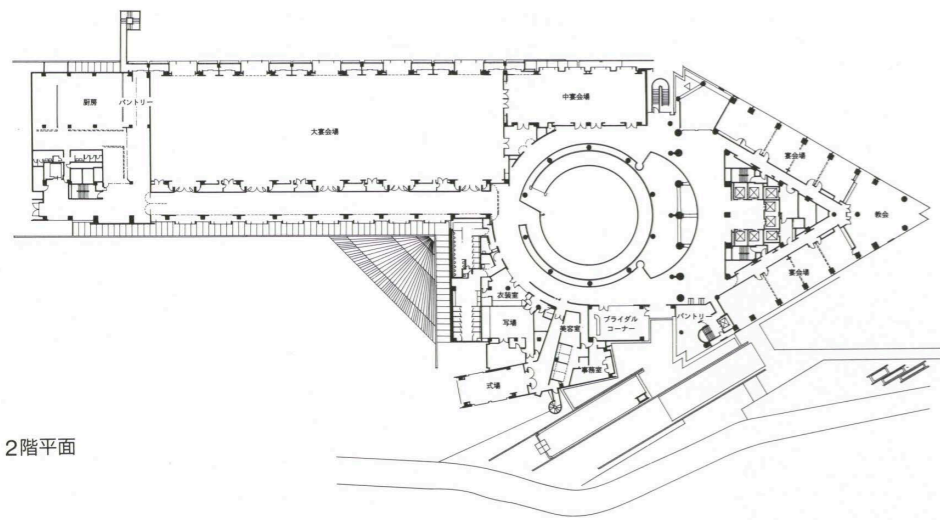 厨房
パントリー
大宴会場
中宴会場
宴会場
教会
宴会場
衣装室
写場
美容室
ブライダル
コーナー
パントリー
事務室
式場
2階平面